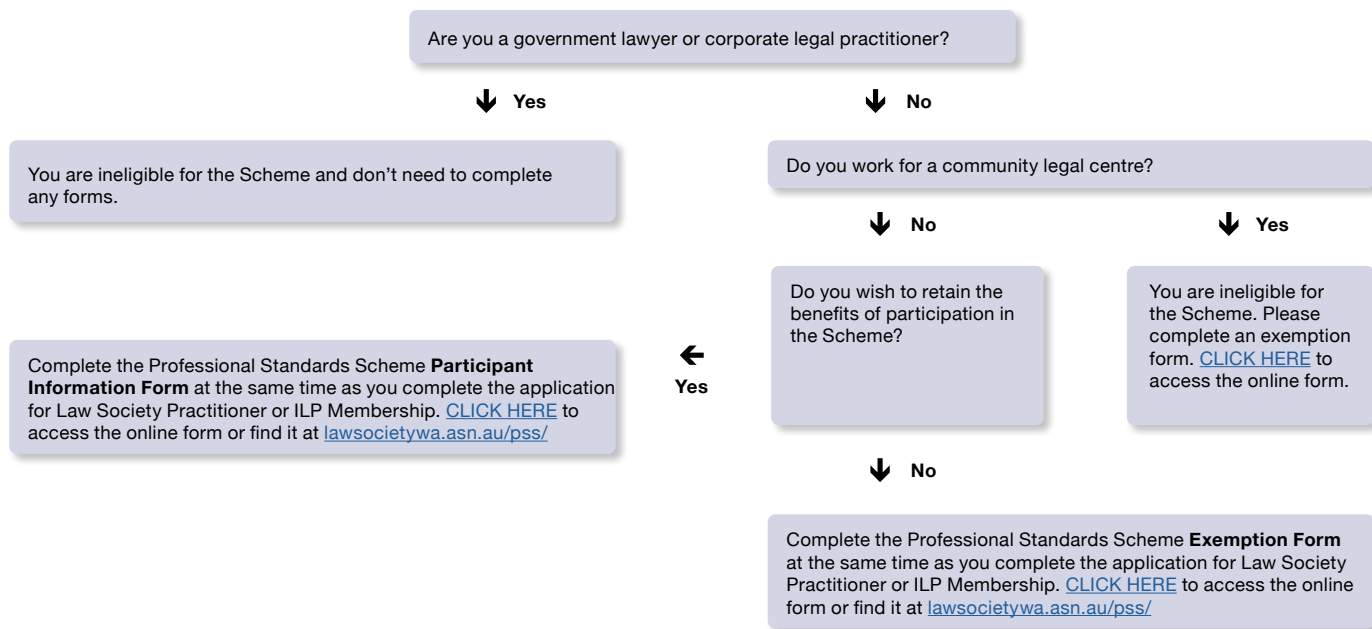 Are you a government lawyer or corporate legal practitioner?
Yes
No
You are ineligible for the Scheme and don't need to complete
any forms.
Do you work for a community legal centre?
No
Yes
Do you wish to retain the
benefits of participation in
the Scheme?
You are ineligible for
the Scheme. Please
complete an exemption
form. CLICK HERE to
access the online form.
Yes
Complete the Professional Standards Scheme Participant
Information Form at the same time as you complete the application
for Law Society Practitioner or ILP Membership. CLICK HERE to
access the online form or find it at lawsocietywa.asn.au/pss/
No
Complete the Professional Standards Scheme Exemption Form
at the same time as you complete the application for Law Society
Practitioner or ILP Membership. CLICK HERE to access the online
form or find it at lawsocietywa.asn.au/pss/